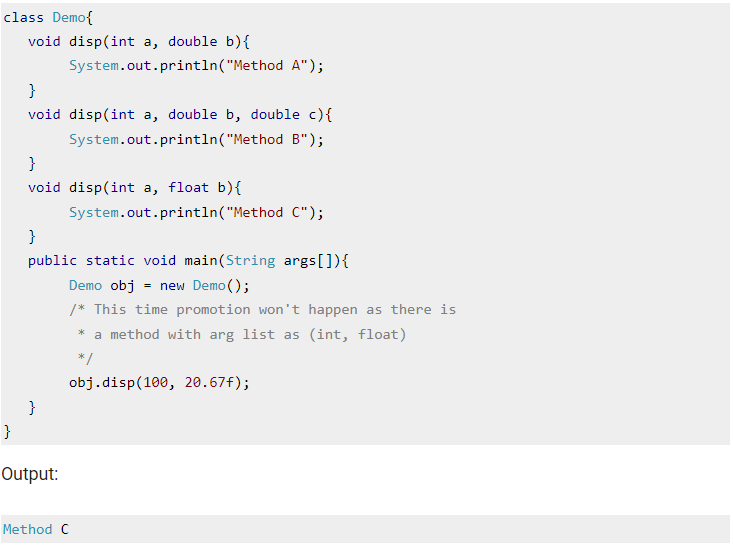 class Demo{
   void disp(int a, double b){
        System.out.println("Method A");
   }
   void disp(int a, double b, double c){
        System.out.println("Method B");
   }
   void disp(int a, float b){
        System.out.println("Method C");
   }
   public static void main(String args[]){
        Demo obj = new Demo();
        /* This time promotion won't happen as there is
         * a method with arg list as (int, float)
         */
        obj.disp(100, 20.67f);
   }
}
Output:
Method C